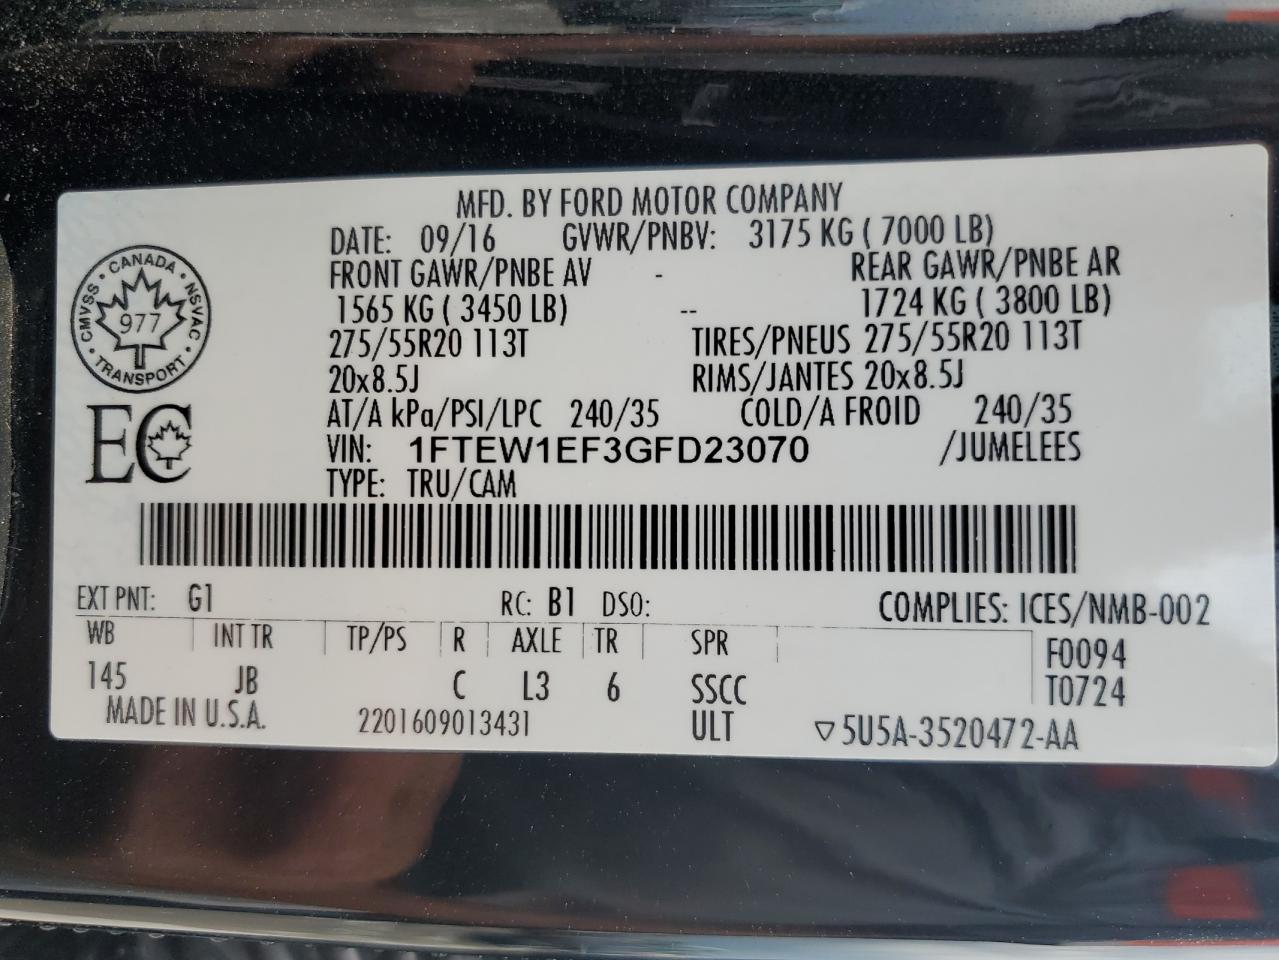 MFD. BY FORD MOTOR COMPANY
DATE: 09/16 GVWR/PNBV: 3175 KG ( 7000 LB)
FRONT GAWR/PNBE AV - REAR GAWR/PNBE AR
1565 KG ( 3450 LB) -- 1724 KG ( 3800 LB)
275/55R20 113T TIRES/PNEUS 275/55R20 113T
20x8.5J RIMS/JANTES 20x8.5J
AT/A kPa/PSI/LPC 240/35 COLD/A FROID 240/35
VIN: 1FTEW1EF3GFD23070 /JUMELEES
TYPE: TRU/CAM
CANADA • NSVAC • TRANSPORT • CMVSS •
977
EC
EXT PNT: G1 RC: B1 DSO: COMPLIES: ICES/NMB-002
WB INT TR TP/PS R AXLE TR SPR F0094
145 JB C L3 6 SSCC T0724
MADE IN U.S.A. 2201609013431 ULT ▽5U5A-3520472-AA